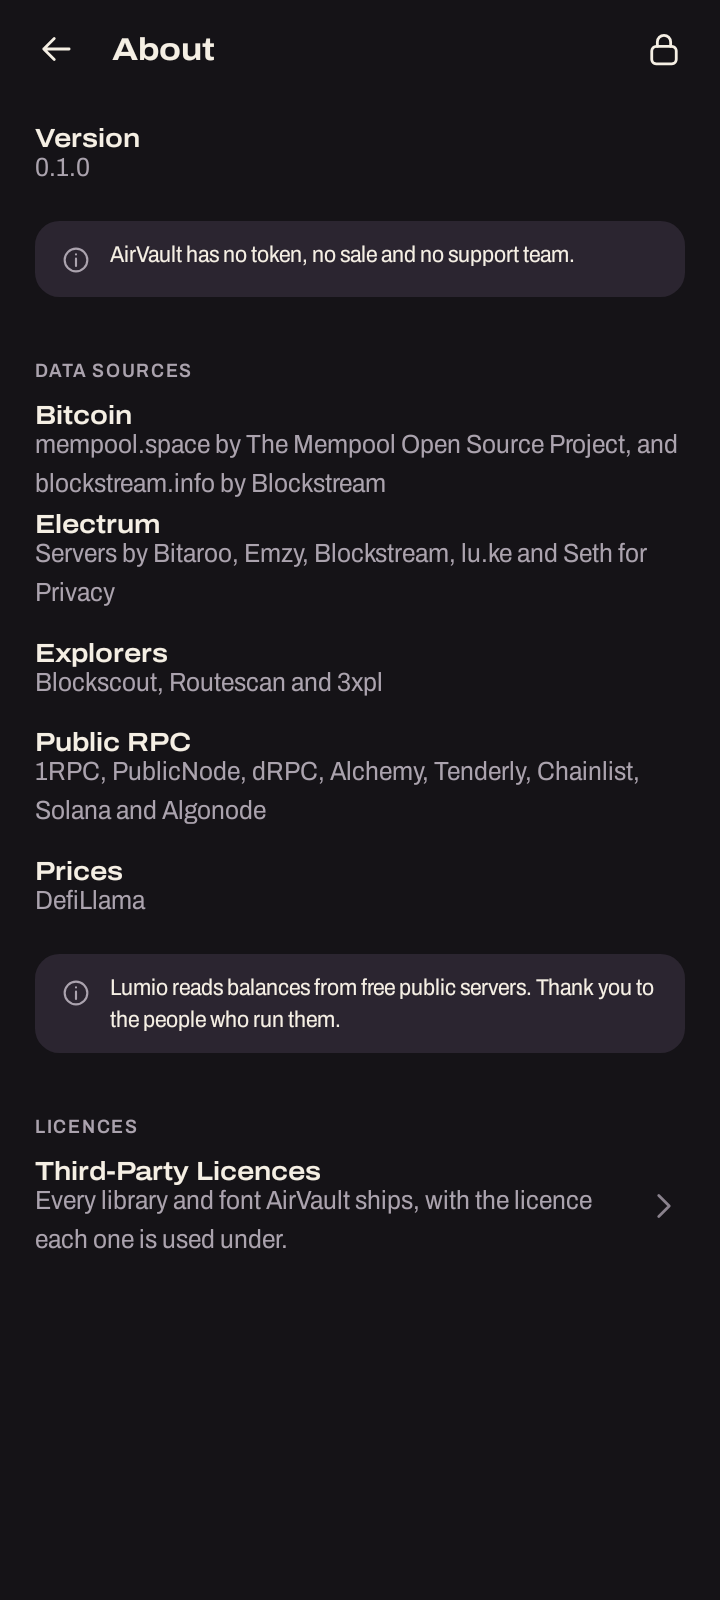 About
Version
0.1.0
AirVault has no token, no sale and no support team.
DATA SOURCES
Bitcoin
mempool.space by The Mempool Open Source Project, and
blockstream.info by Blockstream
Electrum
Servers by Bitaroo, Emzy, Blockstream, lu.ke and Seth for
Privacy
Explorers
Blockscout, Routescan and 3xpl
Public RPC
1RPC, PublicNode, dRPC, Alchemy, Tenderly, Chainlist,
Solana and Algonode
Prices
DefiLlama
Lumio reads balances from free public servers. Thank you to
the people who run them.
LICENCES
Third-Party Licences
Every library and font AirVault ships, with the licence
each one is used under.